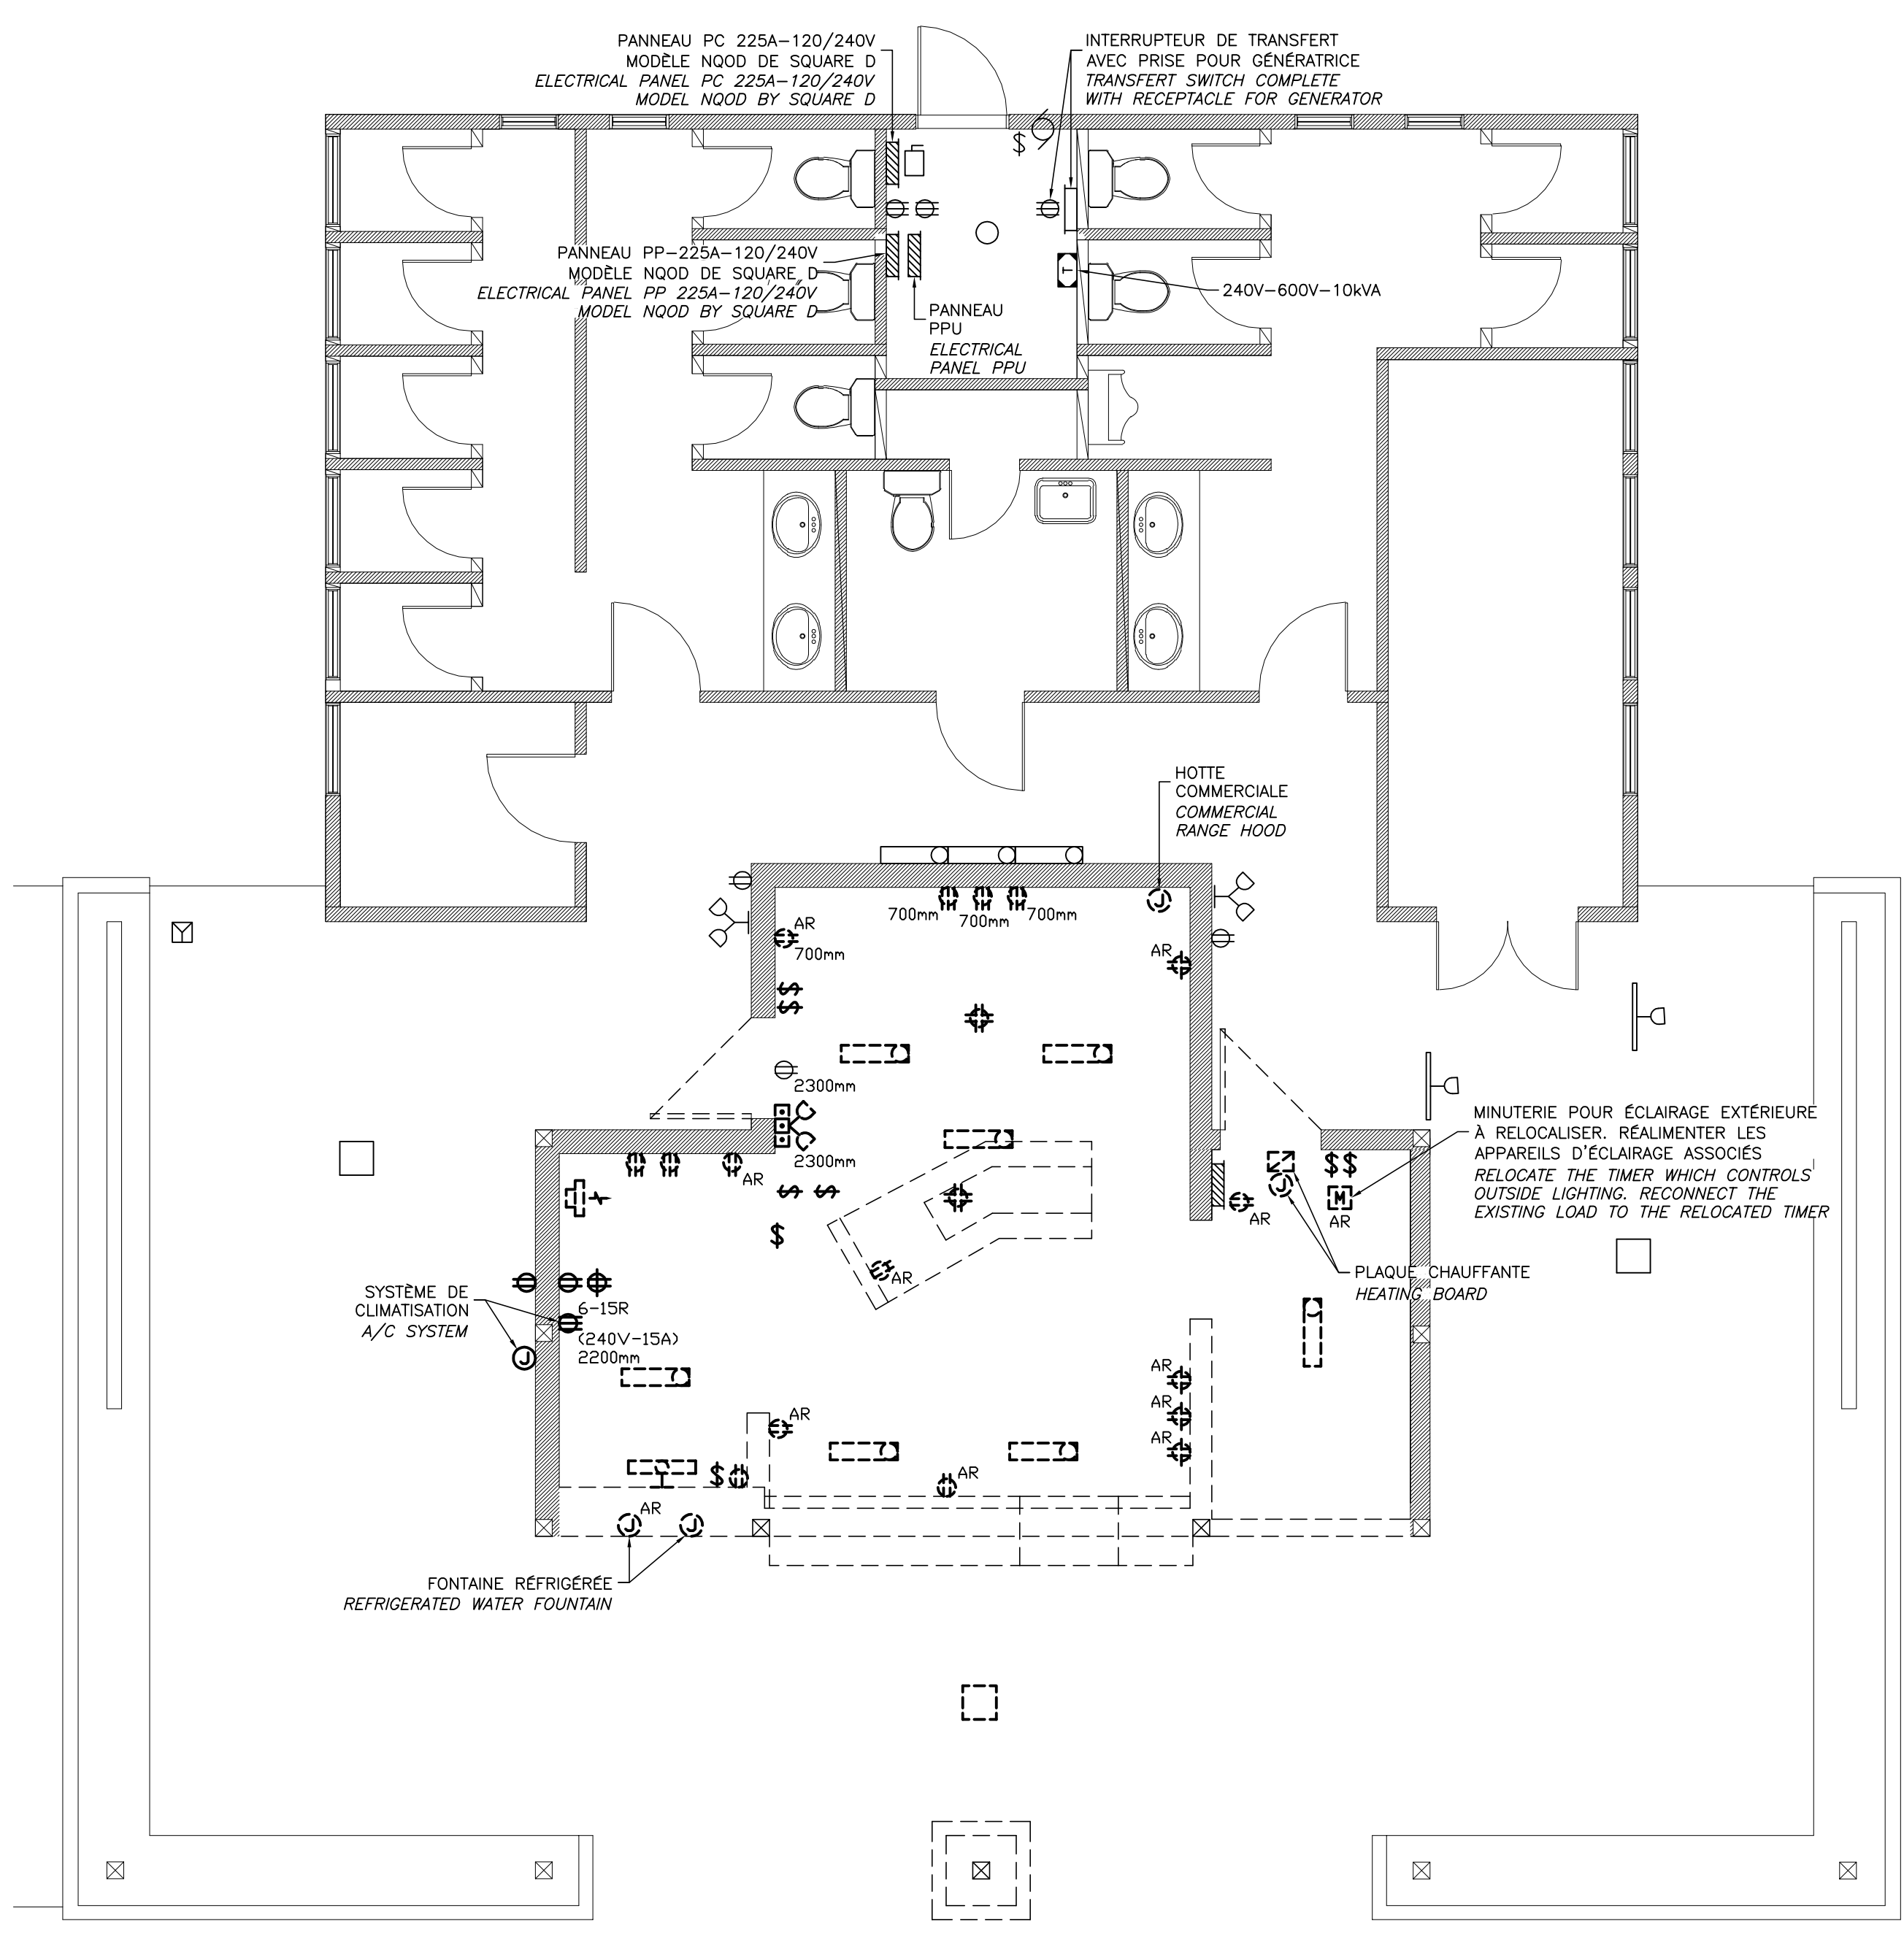 PANNEAU PC 225A-120/240V
MODÈLE NQOD DE SQUARE D
ELECTRICAL PANEL PC 225A-120/240V
MODEL NQOD BY SQUARE D
INTERRUPTEUR DE TRANSFERT
AVEC PRISE POUR GÉNÉRATRICE
TRANSFERT SWITCH COMPLETE
WITH RECEPTACLE FOR GENERATOR
$
PANNEAU PP-225A-120/240V
MODÈLE NQOD DE SQUARE D
ELECTRICAL PANEL PP 225A-120/240V
MODEL NQOD BY SQUARE D
T
240V-600V-10kVA
PANNEAU
PPU
ELECTRICAL
PANEL PPU
HOTTE
COMMERCIALE
COMMERCIAL
RANGE HOOD
J
700mm
700mm
700mm
AR
700mm
AR
$
$
2300mm
2300mm
AR
$ $
$
AR
MINUTERIE POUR ÉCLAIRAGE EXTÉRIEURE
À RELOCALISER. RÉALIMENTER LES
APPAREILS D'ÉCLAIRAGE ASSOCIÉS
RELOCATE THE TIMER WHICH CONTROLS
OUTSIDE LIGHTING. RECONNECT THE
EXISTING LOAD TO THE RELOCATED TIMER
$$
J
M
AR
AR
PLAQUE CHAUFFANTE
HEATING BOARD
SYSTÈME DE
CLIMATISATION
A/C SYSTEM
J
6-15R
(240V-15A)
2200mm
AR
AR
AR
AR
AR
$
AR
J
J
FONTAINE RÉFRIGÉRÉE
REFRIGERATED WATER FOUNTAIN